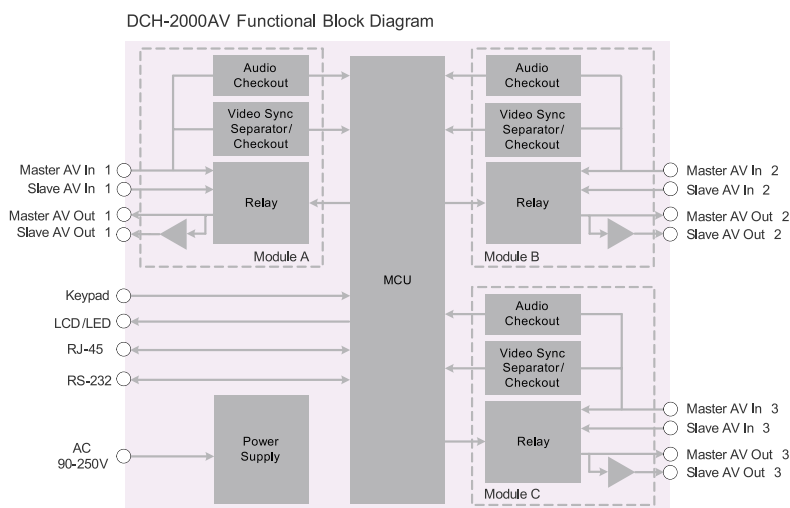 DCH-2000AV Functional Block Diagram
Audio
Checkout
Video Sync
Separator/
Checkout
Master AV In 1
Slave AV In 1
Relay
Master AV Out 1
Slave AV Out 1
Module A
Audio
Checkout
Video Sync
Separator/
Checkout
Master AV In 2
Slave AV In 2
Relay
Master AV Out 2
Slave AV Out 2
Module B
MCU
Keypad
LCD/LED
RJ-45
RS-232
AC
90-250V
Power
Supply
Audio
Checkout
Video Sync
Separator/
Checkout
Master AV In 3
Slave AV In 3
Relay
Master AV Out 3
Slave AV Out 3
Module C